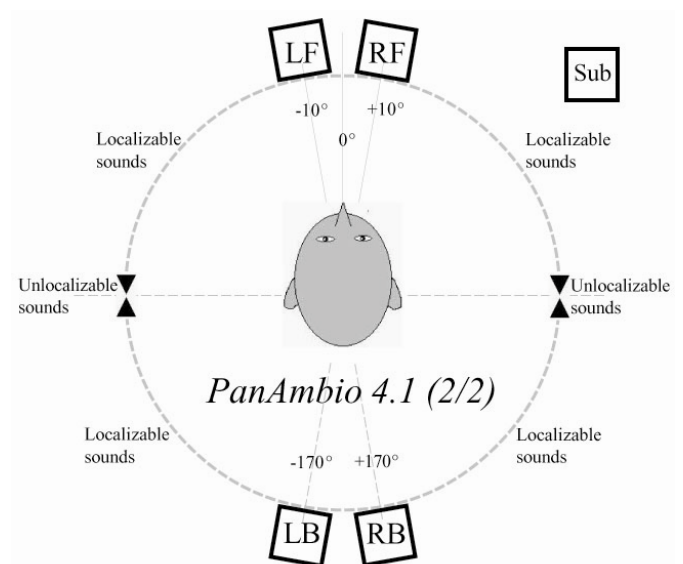 LF
RF
Sub
-10°
+10°
0°
Localizable
sounds
Localizable
sounds
Unlocalizable
sounds
Unlocalizable
sounds
PanAmbio 4.1 (2/2)
Localizable
sounds
Localizable
sounds
-170°
+170°
LB
RB